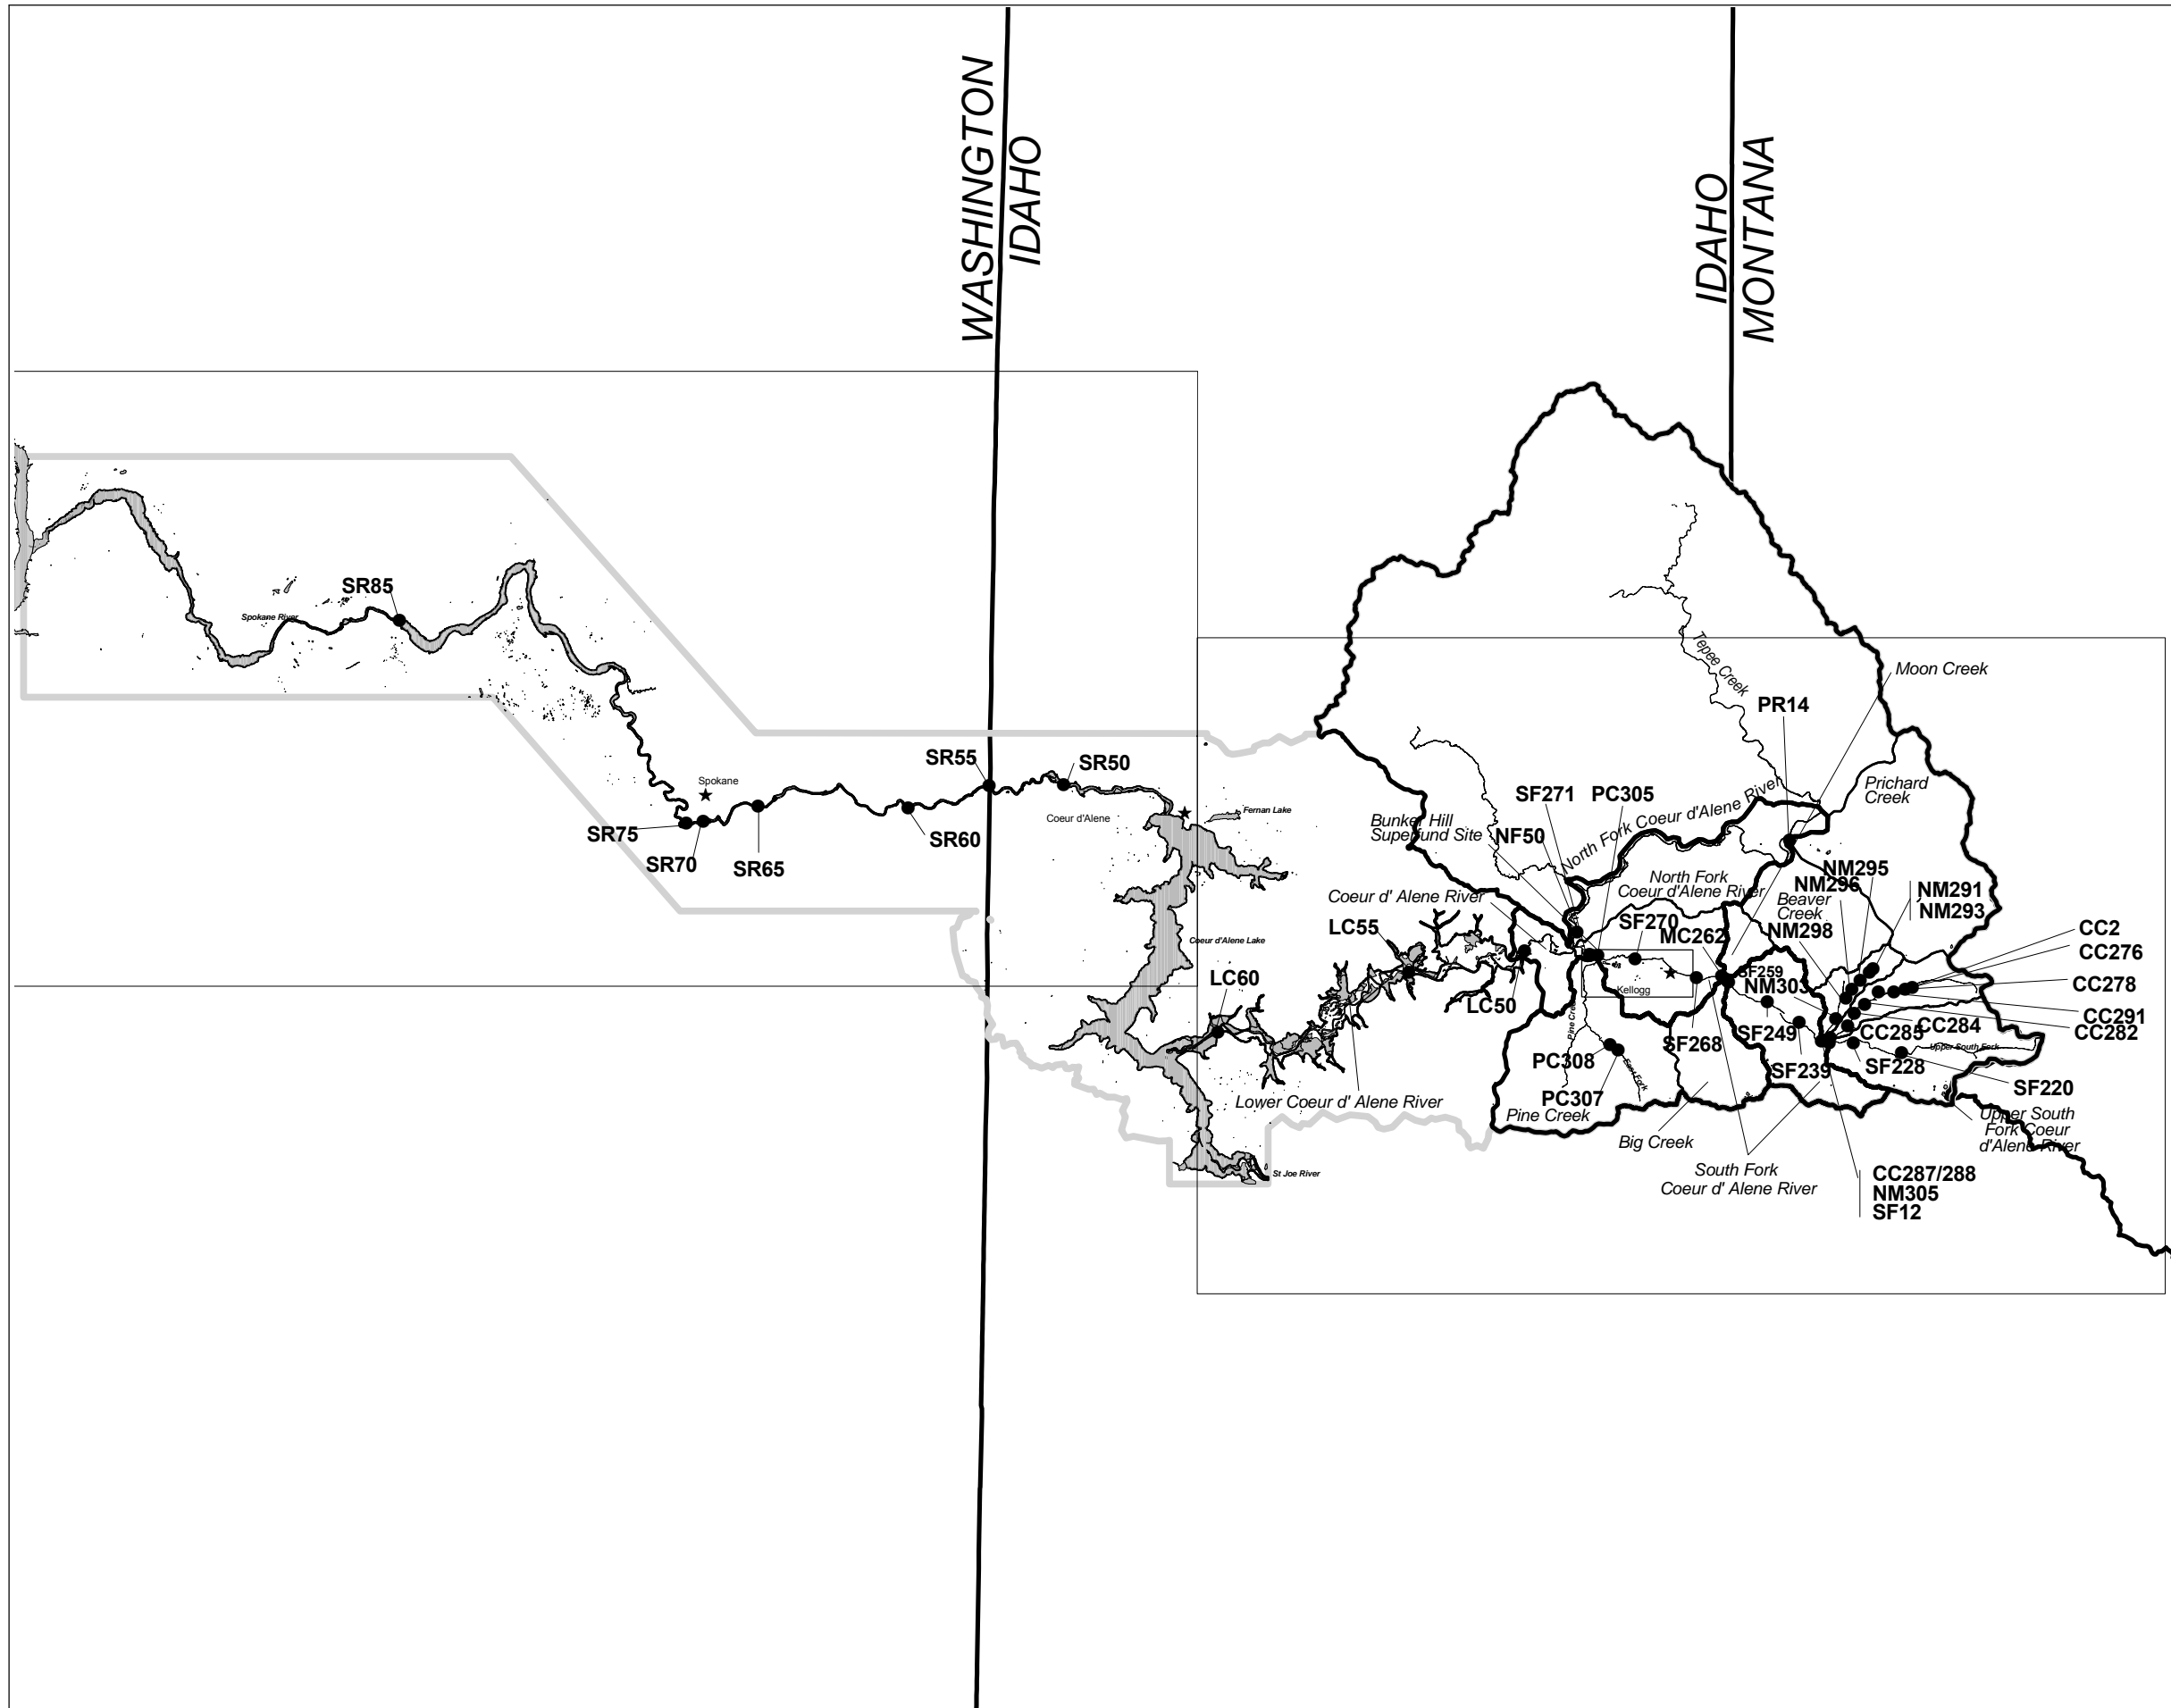 WASHINGTON
IDAHO
IDAHO
MONTANA
SR85
Spokane River
Moon Creek
Tepee Creek
PR14
SR55
SR50
Spokane
Prichard
Creek
SF271
PC305
North Fork Coeur d'Alene River
Coeur d'Alene
Fernan Lake
Bunker Hill
Superfund Site
NF50
SR75
SR70
SR65
SR60
NM295
NM296
North Fork
Coeur d'Alene River
NM291
NM293
Beaver
Creek
Coeur d' Alene River
LC55
SF270
MC262
NM298
CC2
CC276
Coeur d'Alene Lake
LC60
SF259
NM303
CC278
Kellogg
LC50
CC291
CC284
CC282
CC285
SF249
SF268
Pine Creek
Upper South Fork
PC308
SF239
SF228
SF220
East Fork
PC307
Lower Coeur d' Alene River
Pine Creek
Upper South
Fork Coeur
d'Alene River
Big Creek
St Joe River
South Fork
Coeur d' Alene River
CC287/288
NM305
SF12